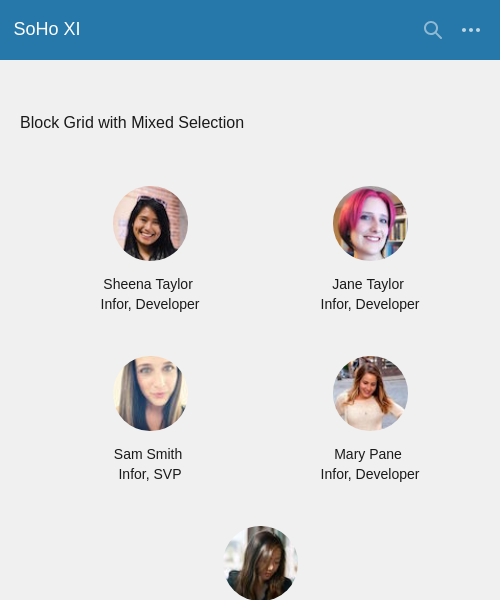 SoHo XI
Block Grid with Mixed Selection
Sheena Taylor
Infor, Developer
Jane Taylor
Infor, Developer
Sam Smith
Infor, SVP
Mary Pane
Infor, Developer